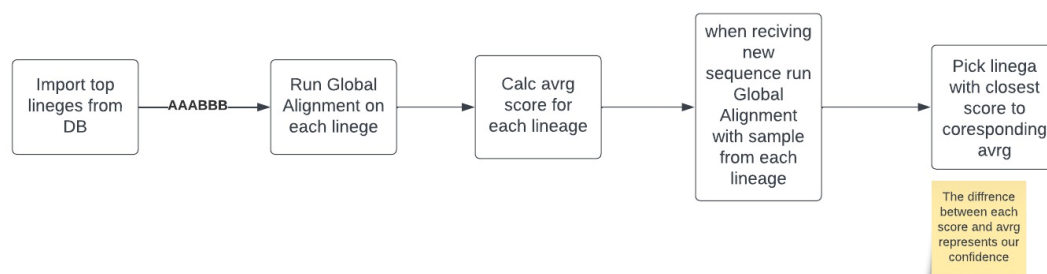 Import top
lineges from
DB
AAABBB
Run Global
Alignment on
each linege
Calc avrg
score for
each lineage
when reciving
new
sequence run
Global
Alignment
with sample
from each
lineage
Pick linega
with closest
score to
coresponding
avrg
The diffrence
between each
score and avrg
represents our
confidence